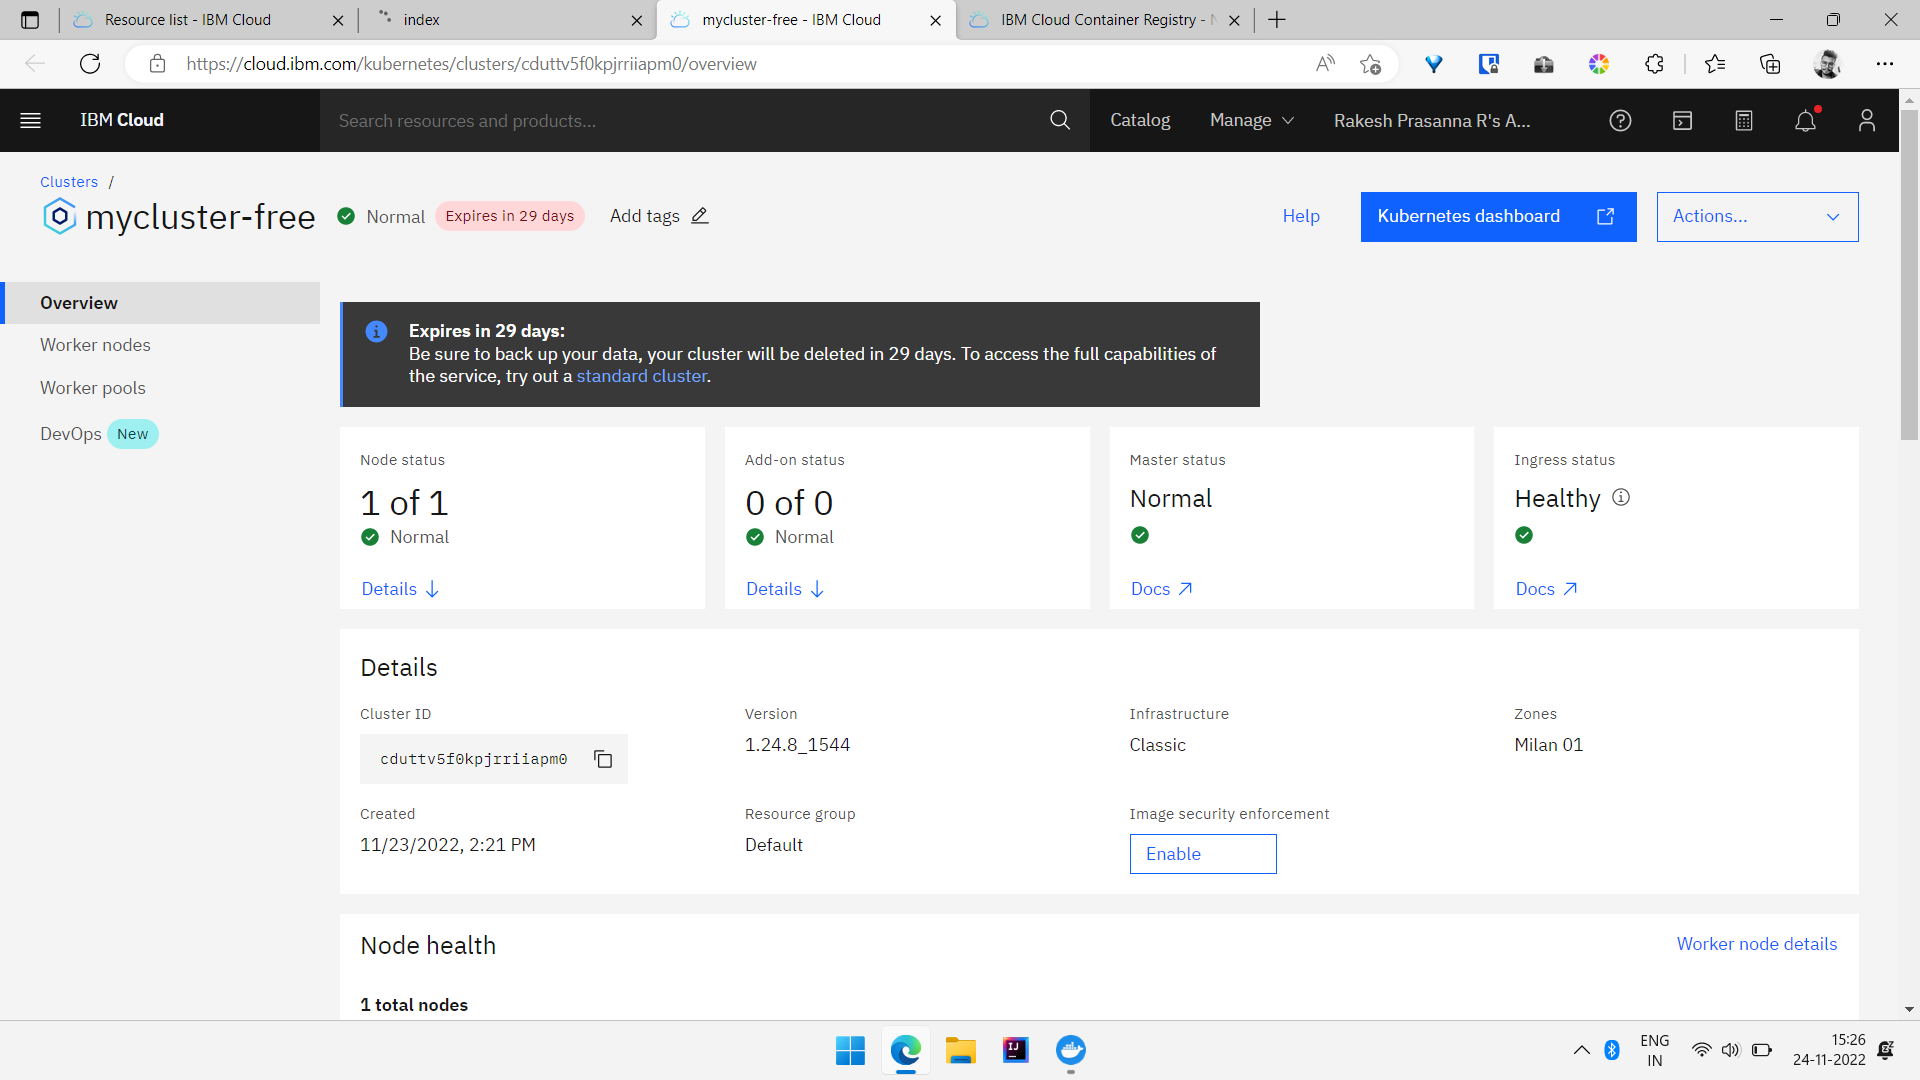 Resource list - IBM Cloud
index
mycluster-free - IBM Cloud
IBM Cloud Container Registry -
https://cloud.ibm.com/kubernetes/clusters/cduttv5f0kpjrriiapm0/overview
IBM Cloud
Search resources and products...
Catalog
Manage
Rakesh Prasanna R's A...
Clusters /
mycluster-free
Normal
Expires in 29 days
Add tags
Help
Kubernetes dashboard
Actions...
Overview
Worker nodes
Worker pools
DevOps New
Expires in 29 days:
Be sure to back up your data, your cluster will be deleted in 29 days. To access the full capabilities of
the service, try out a standard cluster.
Node status
1 of 1
Normal
Details
Add-on status
0 of 0
Normal
Details
Master status
Normal
Docs
Ingress status
Healthy
Docs
Details
Cluster ID
cduttv5f0kpjrriiapm0
Version
1.24.8_1544
Infrastructure
Classic
Zones
Milan 01
Created
11/23/2022, 2:21 PM
Resource group
Default
Image security enforcement
Enable
Node health
Worker node details
1 total nodes
ENG
IN
15:26
24-11-2022